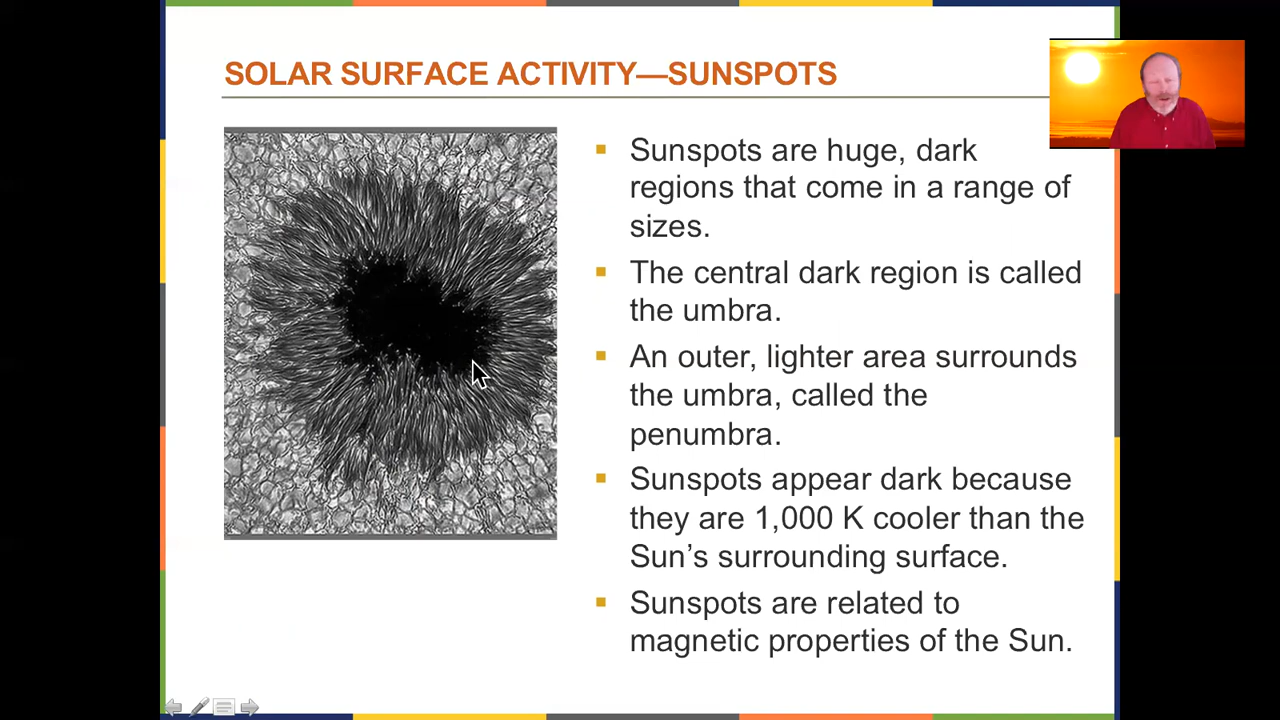 SOLAR SURFACE ACTIVITY—SUNSPOTS
Sunspots are huge, dark
regions that come in a range of
sizes.
The central dark region is called
the umbra.
An outer, lighter area surrounds
the umbra, called the
penumbra.
Sunspots appear dark because
they are 1,000 K cooler than the
Sun’s surrounding surface.
Sunspots are related to
magnetic properties of the Sun.